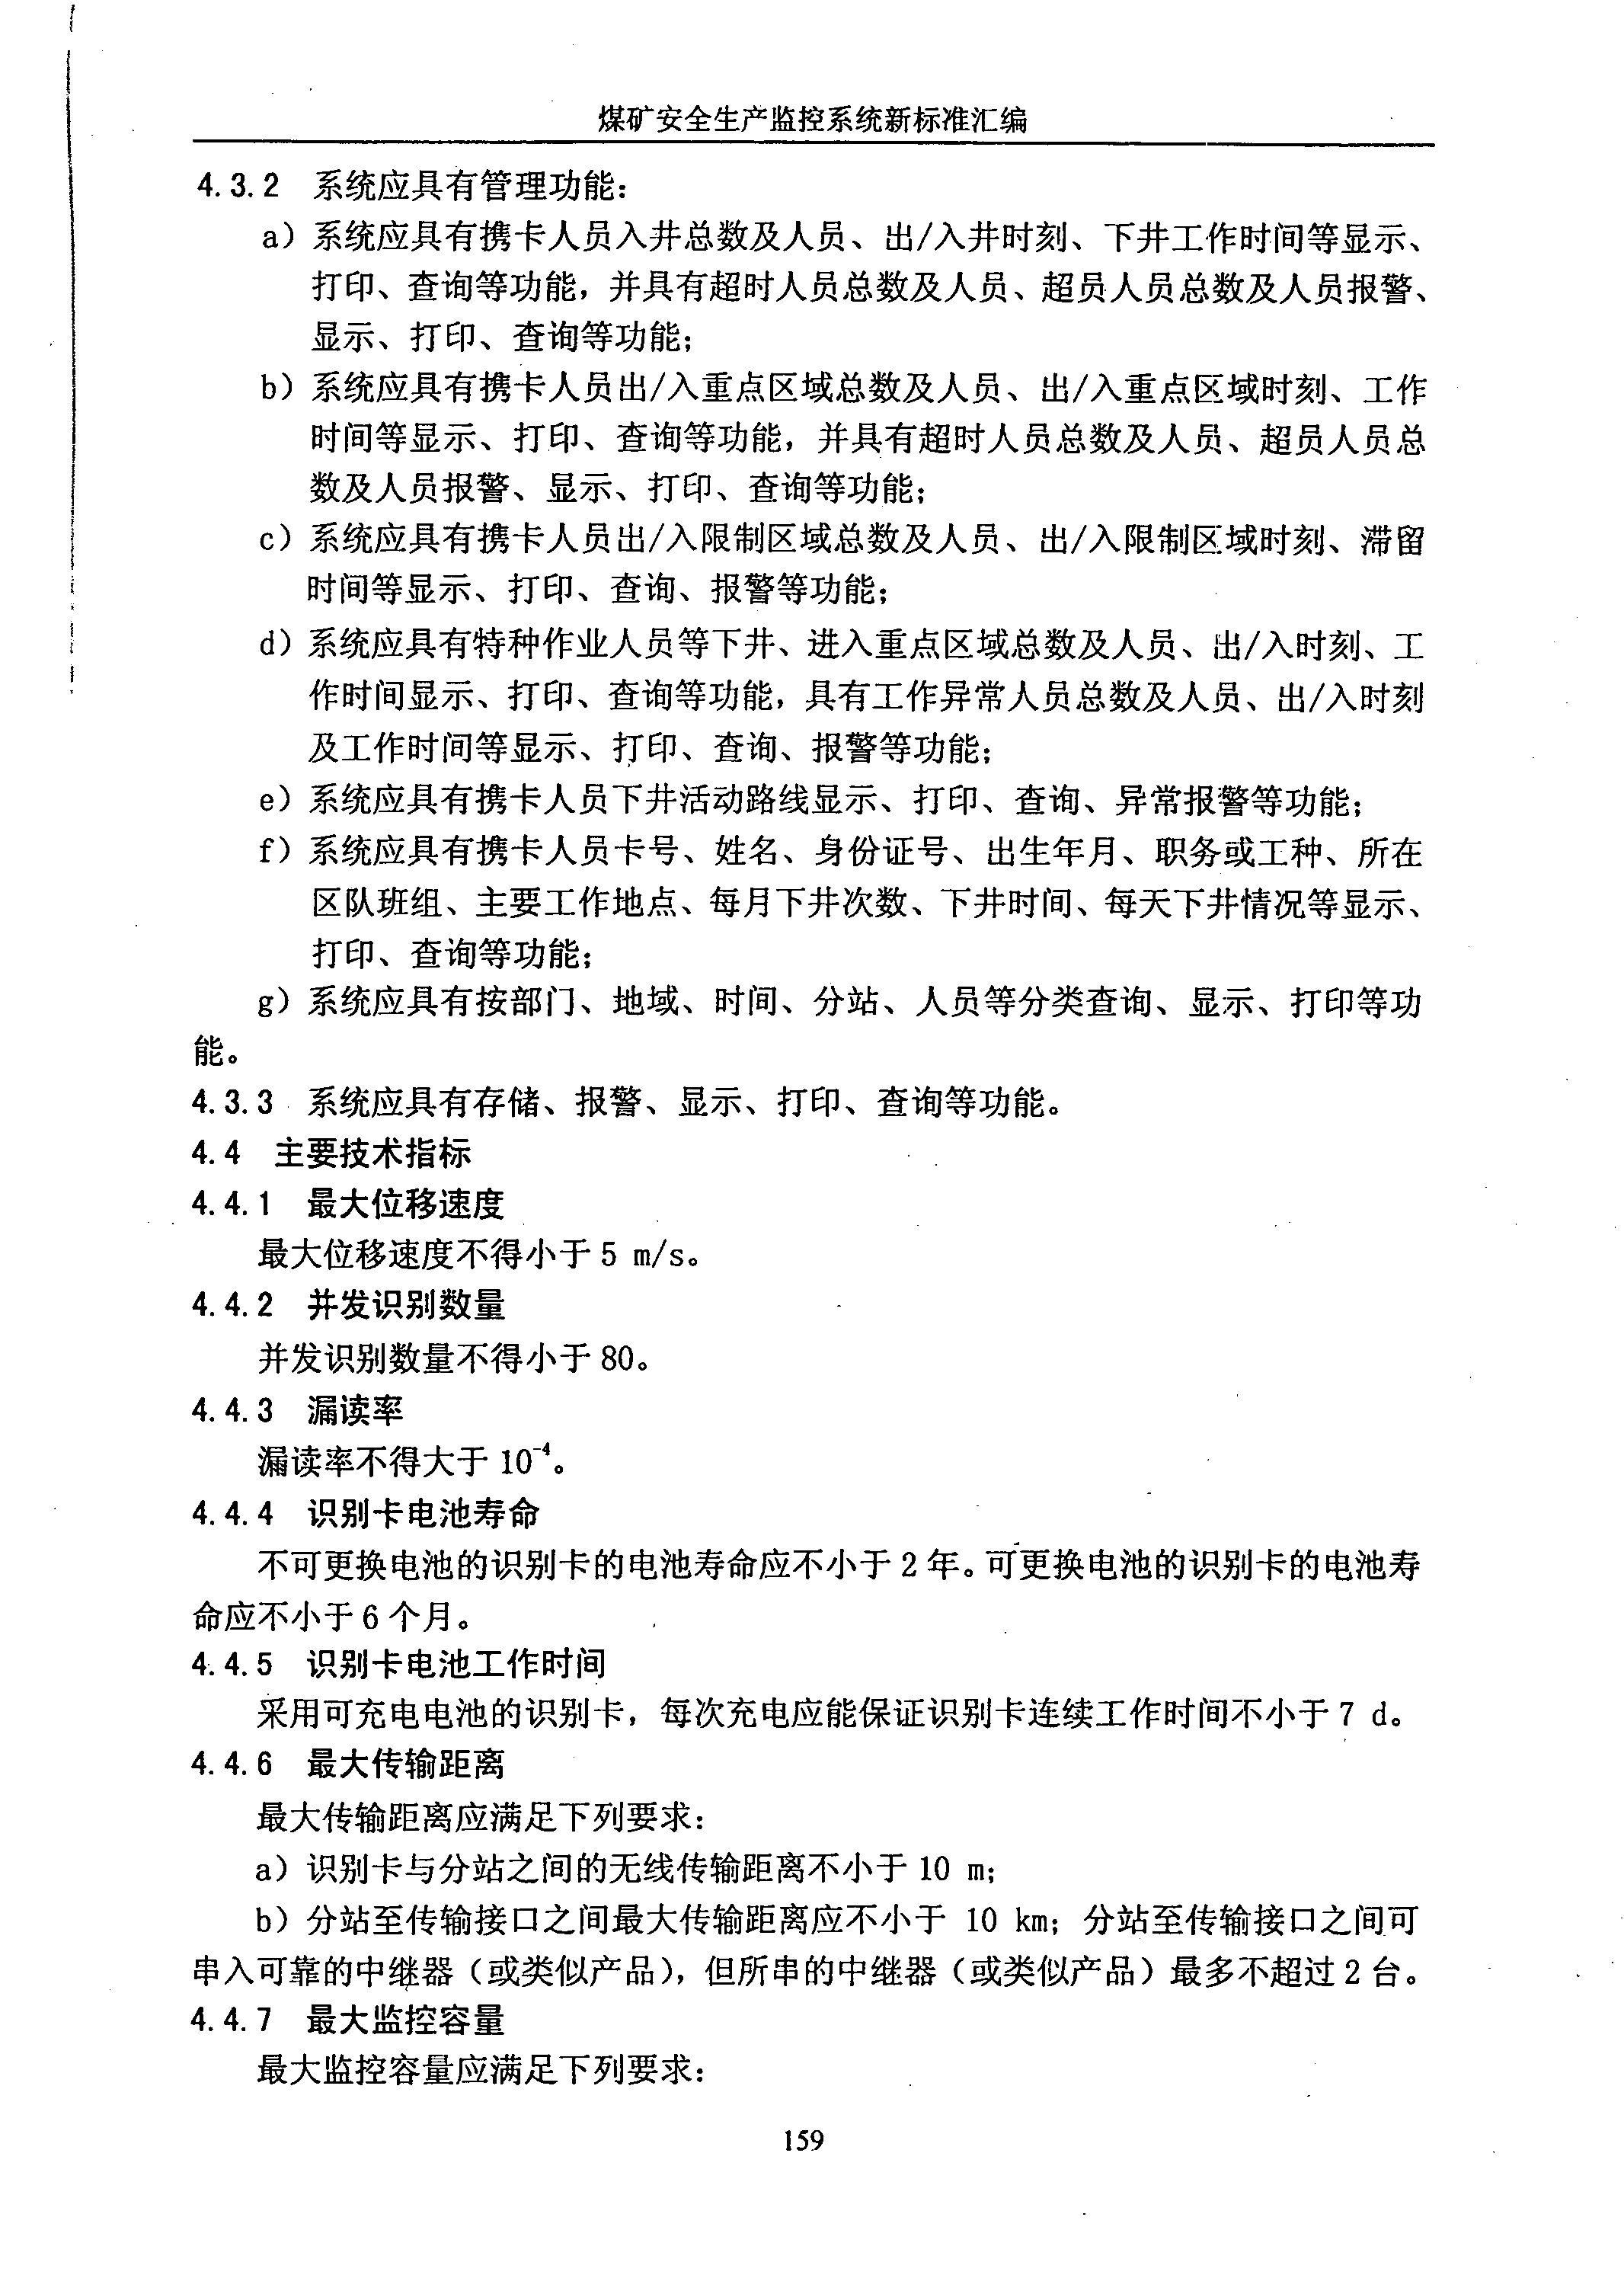 煤矿安全生产监控系统新标准汇编
4.3.2 系统应具有管理功能：
a）系统应具有携卡人员入井总数及人员、出/入井时刻、下井工作时间等显示、
打印、查询等功能，并具有超时人员总数及人员、超员人员总数及人员报警、
显示、打印、查询等功能；
b）系统应具有携卡人员出/入重点区域总数及人员、出/入重点区域时刻、工作
时间等显示、打印、查询等功能，并具有超时人员总数及人员、超员人员总
数及人员报警、显示、打印、查询等功能；
c）系统应具有携卡人员出/入限制区域总数及人员、出/入限制区域时刻、滞留
时间等显示、打印、查询、报警等功能；
d）系统应具有特种作业人员等下井、进入重点区域总数及人员、出/入时刻、工
作时间显示、打印、查询等功能，具有工作异常人员总数及人员、出/入时刻
及工作时间等显示、打印、查询、报警等功能；
e）系统应具有携卡人员下井活动路线显示、打印、查询、异常报警等功能；
f）系统应具有携卡人员卡号、姓名、身份证号、出生年月、职务或工种、所在
区队班组、主要工作地点、每月下井次数、下井时间、每天下井情况等显示、
打印、查询等功能；
g）系统应具有按部门、地域、时间、分站、人员等分类查询、显示、打印等功
能。
4.3.3 系统应具有存储、报警、显示、打印、查询等功能。
4.4 主要技术指标
4.4.1 最大位移速度
最大位移速度不得小于 5 m/s。
4.4.2 并发识别数量
并发识别数量不得小于 80。
4.4.3 漏读率
漏读率不得大于 10⁻⁴。
4.4.4 识别卡电池寿命
不可更换电池的识别卡的电池寿命应不小于 2 年。可更换电池的识别卡的电池寿
命应不小于 6 个月。
4.4.5 识别卡电池工作时间
采用可充电电池的识别卡，每次充电应能保证识别卡连续工作时间不小于 7 d。
4.4.6 最大传输距离
最大传输距离应满足下列要求：
a）识别卡与分站之间的无线传输距离不小于 10 m；
b）分站至传输接口之间最大传输距离应不小于 10 km；分站至传输接口之间可
串入可靠的中继器（或类似产品），但所串的中继器（或类似产品）最多不超过 2 台。
4.4.7 最大监控容量
最大监控容量应满足下列要求：
159